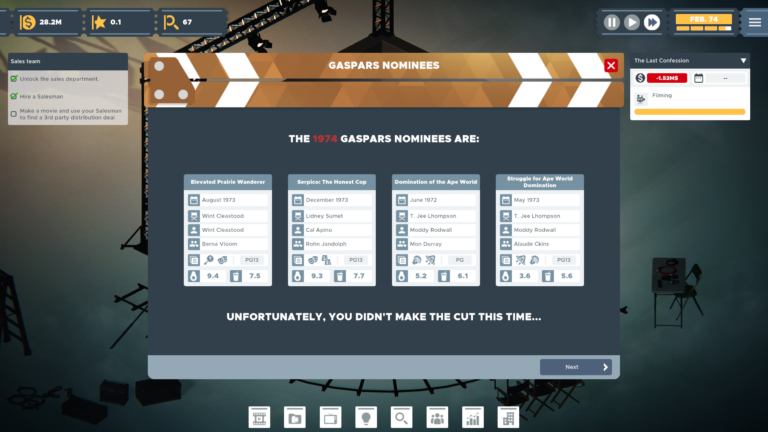 28.2M
0.1
67
FEB. 74
Sales team
Unlock the sales department
Hire a Salesman
Make a movie and use your Salesman
to find a 3rd party distribution deal
GASPARS NOMINEES
The Last Confession
-1.53M$
--
Filming
THE 1974 GASPARS NOMINEES ARE:
Elevated Prairie Wanderer
August 1973
Wint Cleastood
Wint Cleastood
Berna Vloom
PG13
9.4
7.5
Serpico: The Honest Cop
December 1973
Lidney Sumet
Cal Apino
Rohn Jandolph
PG13
9.3
7.7
Domination of the Ape World
June 1972
T. Jee Lhompson
Moddy Rodwall
Mon Durray
PG
5.2
6.1
Struggle for Ape World
Domination
May 1973
T. Jee Lhompson
Moddy Rodwall
Alaude Ckins
PG13
3.6
5.6
UNFORTUNATELY, YOU DIDN'T MAKE THE CUT THIS TIME...
Next